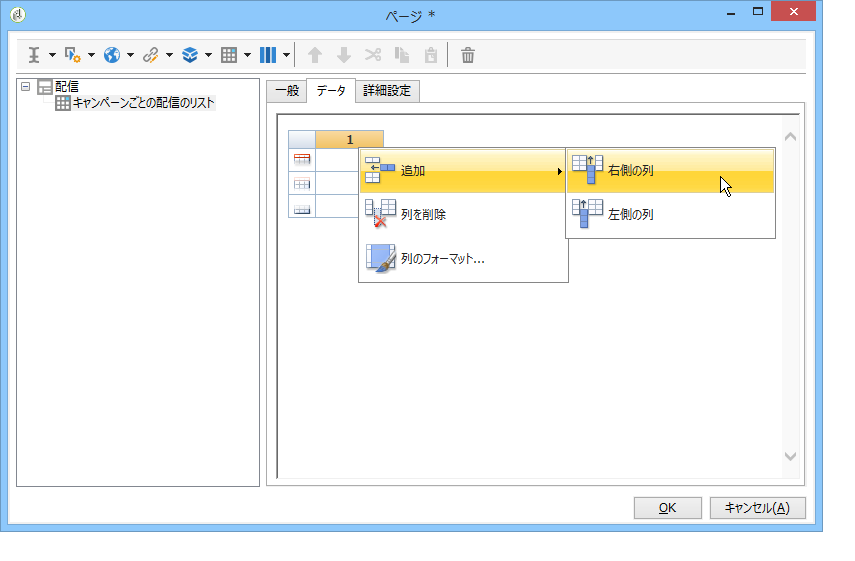 ページ *
配信
キャンペーンごとの配信のリスト
一般 データ 詳細設定
1
追加
列を削除
列のフォーマット...
右側の列
左側の列
OK キャンセル(A)